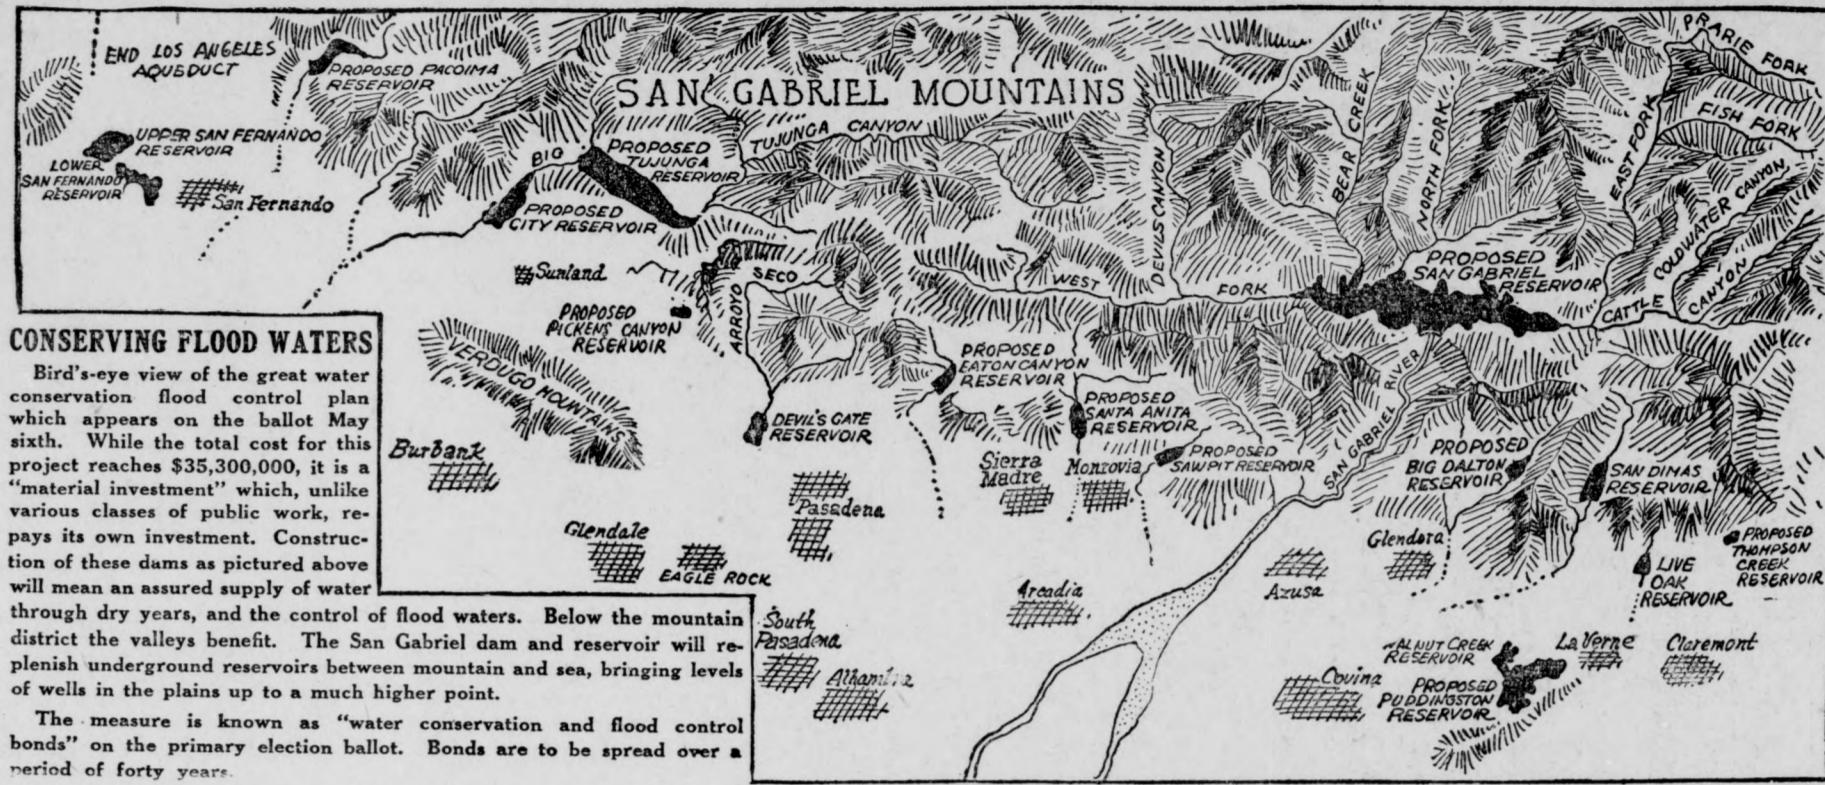 END LOS ANGELES
AQUEDUCT
PROPOSED PACOIMA
RESERVOIR
SAN GABRIEL MOUNTAINS
PRARIE FORK
FISH FORK
EAST FORK
NORTH FORK
BEAR CREEK
DEVILS CANYON
COLDWATER CANYON
CATTLE CANYON
UPPER SAN FERNANDO
RESERVOIR
LOWER
SAN FERNANDO
RESERVOIR
San Fernando
BIG
TUJUNGA CANYON
PROPOSED
TUJUNGA
RESERVOIR
PROPOSED
CITY RESERVOIR
Sunland
PROPOSED
PICKENS CANYON
RESERVOIR
ARROYO SECO
WEST FORK
PROPOSED
SAN GABRIEL
RESERVOIR
VERDUGO MOUNTAINS
DEVIL'S GATE
RESERVOIR
PROPOSED
EATON CANYON
RESERVOIR
PROPOSED
SANTA ANITA
RESERVOIR
PROPOSED
SAWPIT RESERVOIR
SAN GABRIEL RIVER
PROPOSED
BIG DALTON
RESERVOIR
SAN DIMAS
RESERVOIR
PROPOSED
THOMPSON
CREEK
RESERVOIR
LIVE
OAK
RESERVOIR
Burbank
Glendale
EAGLE ROCK
Pasadena
Sierra
Madre
Monrovia
Arcadia
Azusa
Glendora
South
Pasadena
Alhambra
Covina
WALNUT CREEK
RESERVOIR
PROPOSED
PUDDINGSTON
RESERVOIR
La Verne
Claremont
CONSERVING FLOOD WATERS
Bird's-eye view of the great water
conservation flood control plan
which appears on the ballot May
sixth. While the total cost for this
project reaches $35,300,000, it is a
"material investment" which, unlike
various classes of public work, re-
pays its own investment. Construc-
tion of these dams as pictured above
will mean an assured supply of water
through dry years, and the control of flood waters. Below the mountain
district the valleys benefit. The San Gabriel dam and reservoir will re-
plenish underground reservoirs between mountain and sea, bringing levels
of wells in the plains up to a much higher point.
The measure is known as "water conservation and flood control
bonds" on the primary election ballot. Bonds are to be spread over a
period of forty years.